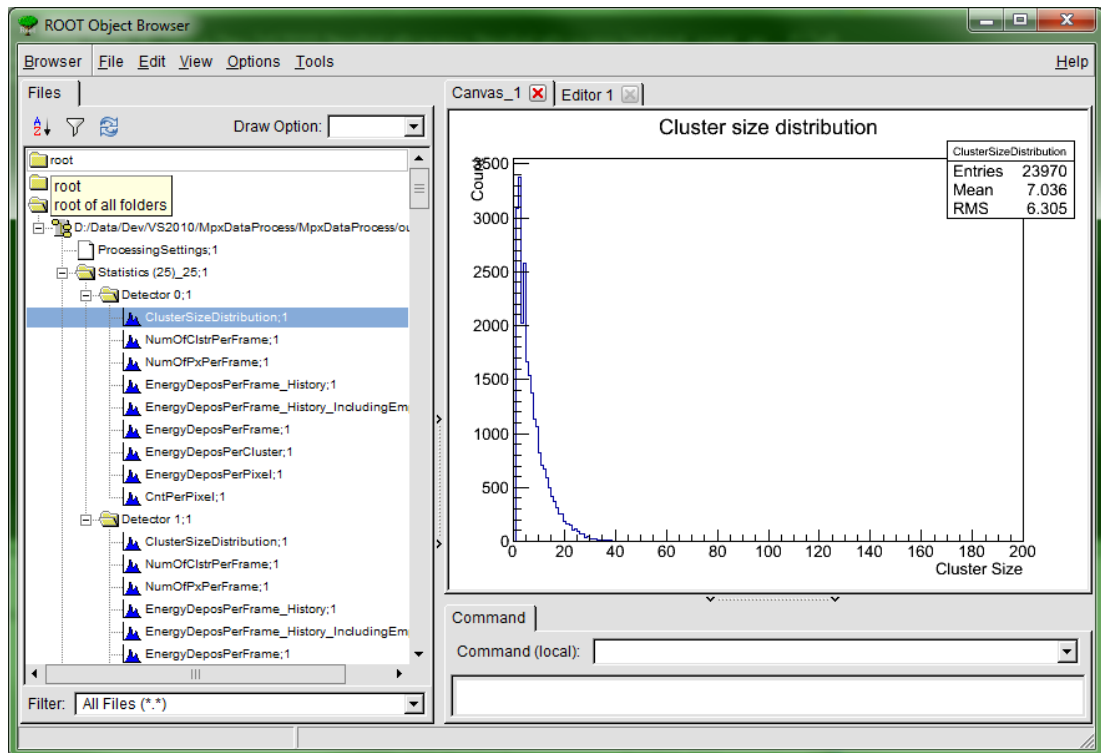 ROOT Object Browser
Browser File Edit View Options Tools Help
Files
Draw Option:
root
root
root of all folders
D:/Data/Dev/VS2010/MpxDataProcess/MpxDataProcess/ou
ProcessingSettings;1
Statistics (25)_25;1
Detector 0;1
ClusterSizeDistribution;1
NumOfClstrPerFrame;1
NumOfPxPerFrame;1
EnergyDeposPerFrame_History;1
EnergyDeposPerFrame_History_IncludingEm
EnergyDeposPerFrame;1
EnergyDeposPerCluster;1
EnergyDeposPerPixel;1
CntPerPixel;1
Detector 1;1
ClusterSizeDistribution;1
NumOfClstrPerFrame;1
NumOfPxPerFrame;1
EnergyDeposPerFrame_History;1
EnergyDeposPerFrame_History_IncludingEm
EnergyDeposPerFrame;1
Filter: All Files (*.*)
Canvas_1 Editor 1
Cluster size distribution
ClusterSizeDistribution
Entries 23970
Mean 7.036
RMS 6.305
Count
3500
3000
2500
2000
1500
1000
500
0
0 20 40 60 80 100 120 140 160 180 200
Cluster Size
Command
Command (local):